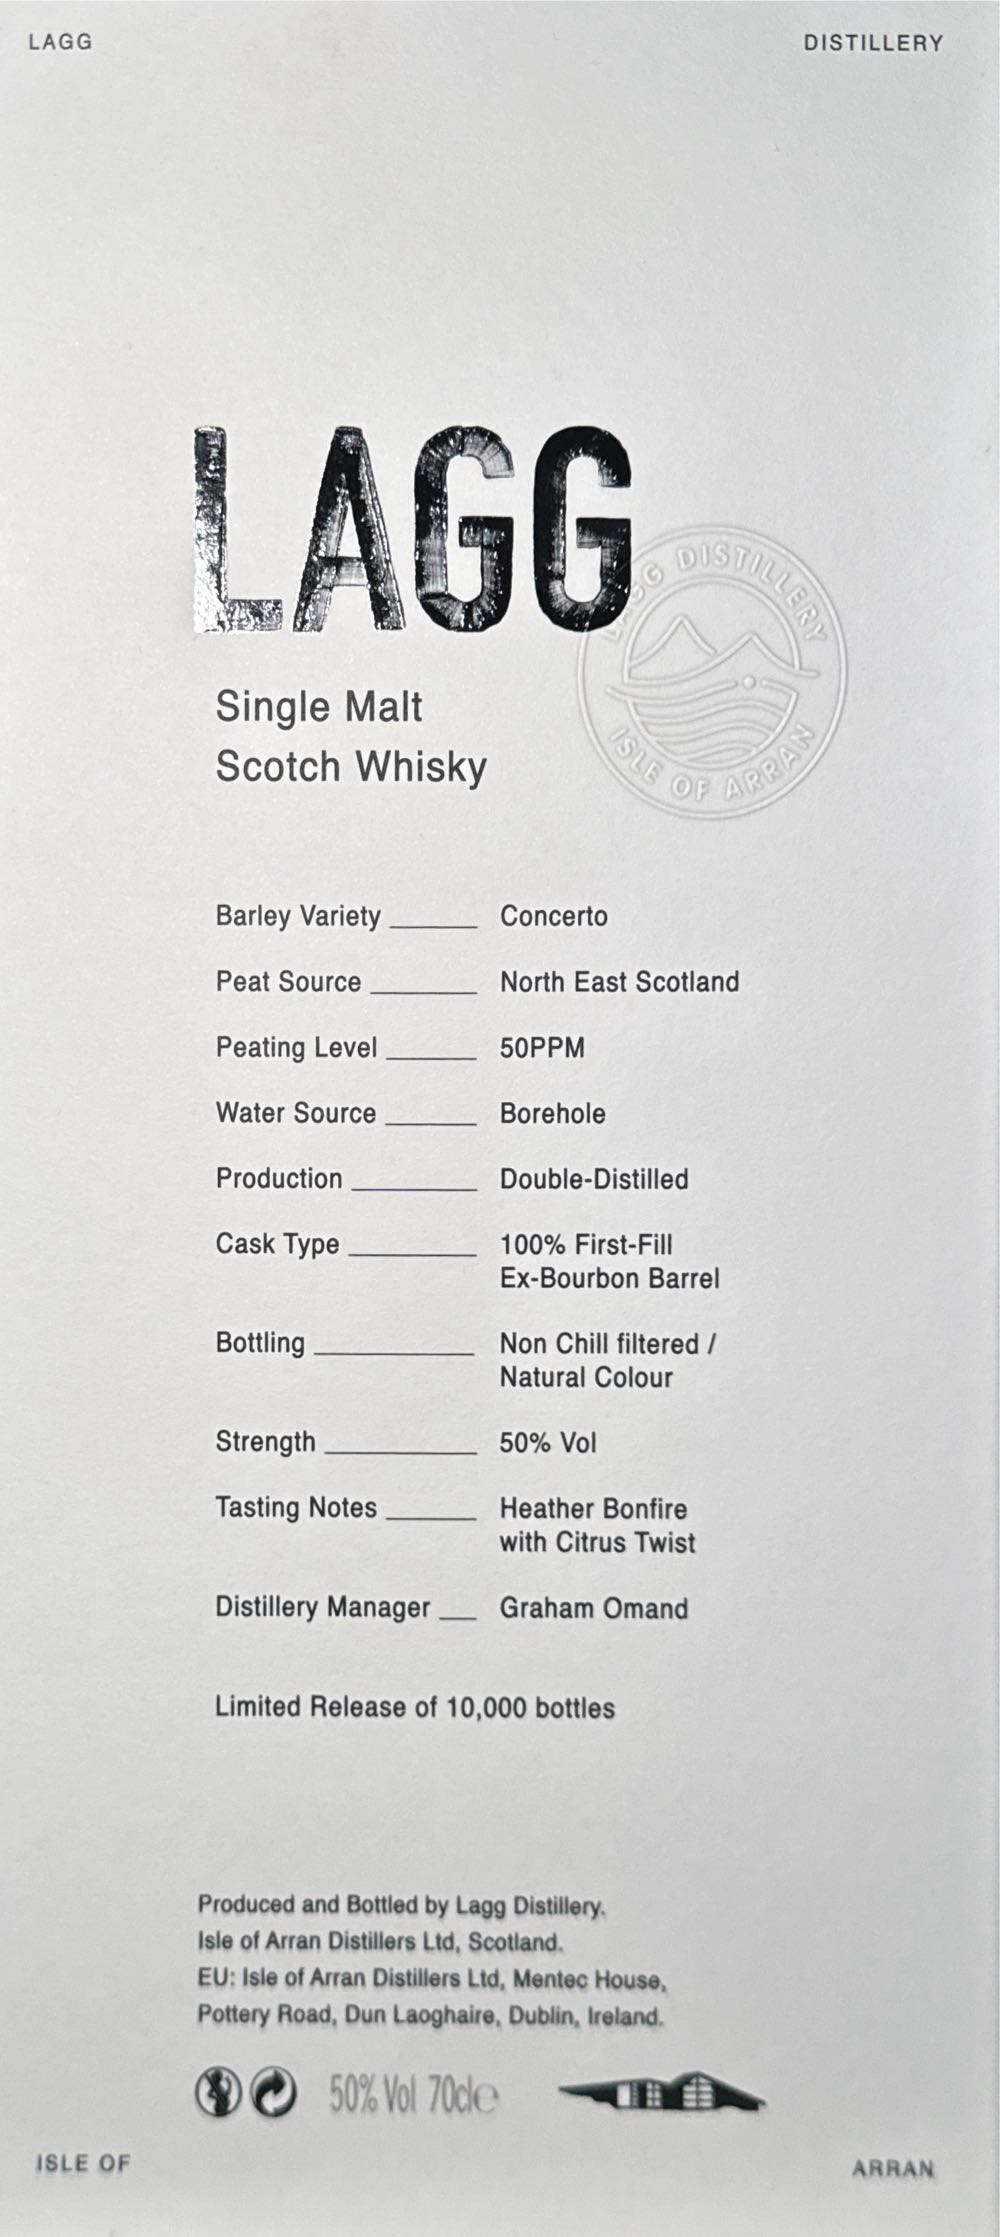 LAGG DISTILLERY
LAGG
LAGG DISTILLERY
ISLE OF ARRAN
Single Malt
Scotch Whisky
Barley Variety Concerto
Peat Source North East Scotland
Peating Level 50PPM
Water Source Borehole
Production Double-Distilled
Cask Type 100% First-Fill
Ex-Bourbon Barrel
Bottling Non Chill filtered /
Natural Colour
Strength 50% Vol
Tasting Notes Heather Bonfire
with Citrus Twist
Distillery Manager Graham Omand
Limited Release of 10,000 bottles
Produced and Bottled by Lagg Distillery.
Isle of Arran Distillers Ltd, Scotland.
EU: Isle of Arran Distillers Ltd, Mentec House,
Pottery Road, Dun Laoghaire, Dublin, Ireland.
50% Vol 70cl℮
ISLE OF ARRAN